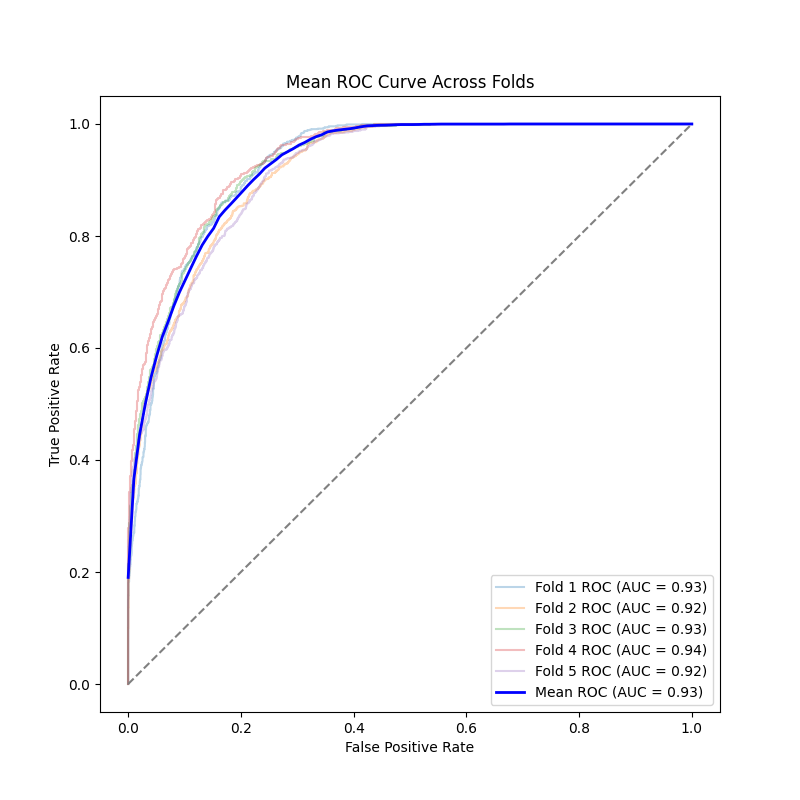 Mean ROC Curve Across Folds
True Positive Rate
1.0
0.8
0.6
0.4
0.2
0.0
0.0 0.2 0.4 0.6 0.8 1.0
False Positive Rate
Fold 1 ROC (AUC = 0.93)
Fold 2 ROC (AUC = 0.92)
Fold 3 ROC (AUC = 0.93)
Fold 4 ROC (AUC = 0.94)
Fold 5 ROC (AUC = 0.92)
Mean ROC (AUC = 0.93)